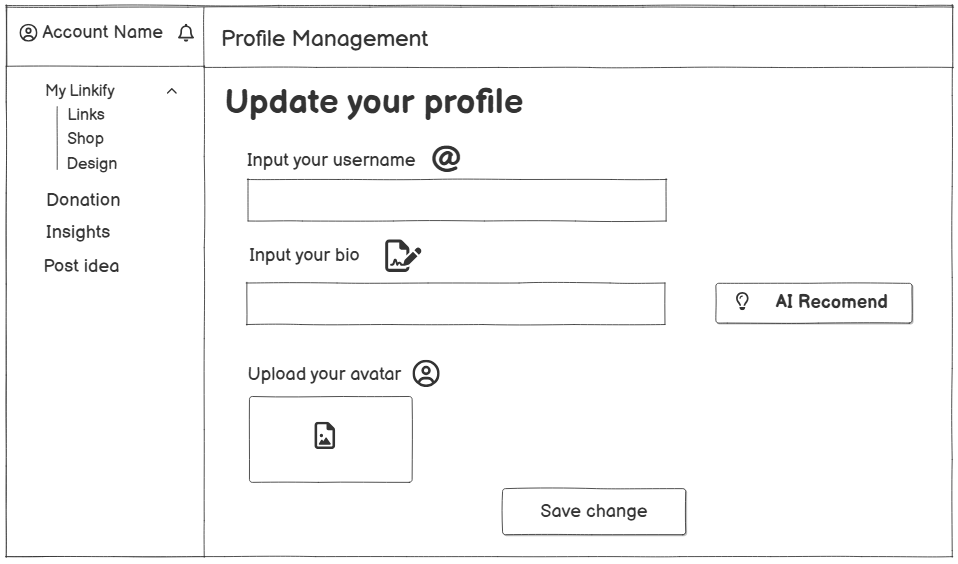 Account Name
Profile Management
My Linkify
Links
Shop
Design
Donation
Insights
Post idea
Update your profile
Input your username @
Input your bio
AI Recomend
Upload your avatar
Save change